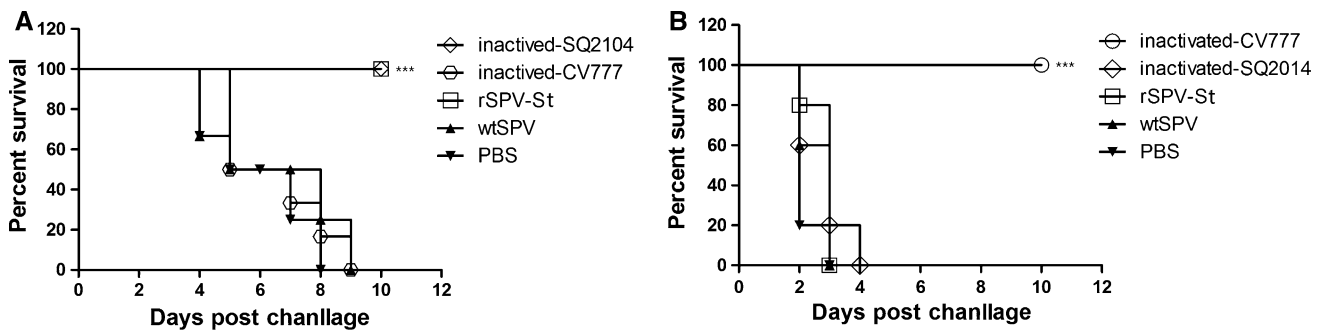 A
Percent survival
120
100
80
60
40
20
0
0 2 4 6 8 10 12
Days post chanllage
***
inactived-SQ2104
inactived-CV777
rSPV-St
wtSPV
PBS
B
Percent survival
120
100
80
60
40
20
0
0 2 4 6 8 10 12
Days post chanllage
***
inactivated-CV777
inactivated-SQ2014
rSPV-St
wtSPV
PBS